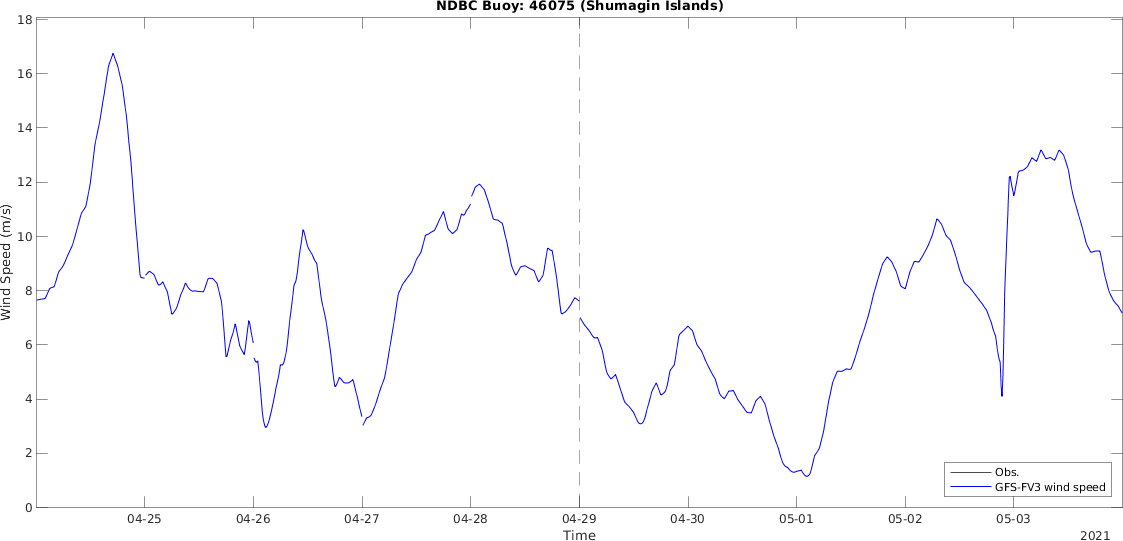 NDBC Buoy: 46075 (Shumagin Islands)
18
16
14
12
10
8
6
4
2
0
Wind Speed (m/s)
04-25 04-26 04-27 04-28 04-29 04-30 05-01 05-02 05-03
Time
2021
Obs.
GFS-FV3 wind speed